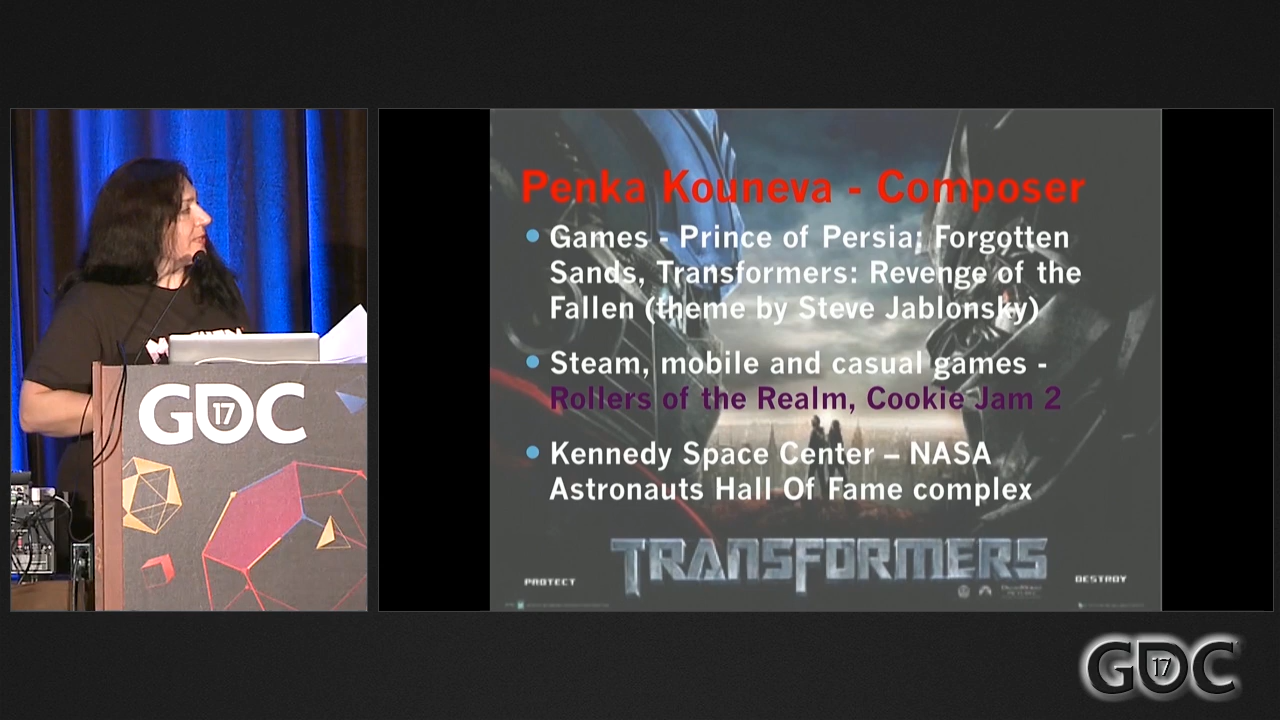 Penka Kouneva - Composer
Games - Prince of Persia; Forgotten
Sands, Transformers: Revenge of the
Fallen (theme by Steve Jablonsky)
Steam, mobile and casual games -
Rollers of the Realm, Cookie Jam 2
Kennedy Space Center – NASA
Astronauts Hall Of Fame complex
TRANSFORMERS
PROTECT
DESTROY
GDC
17
GDC
17